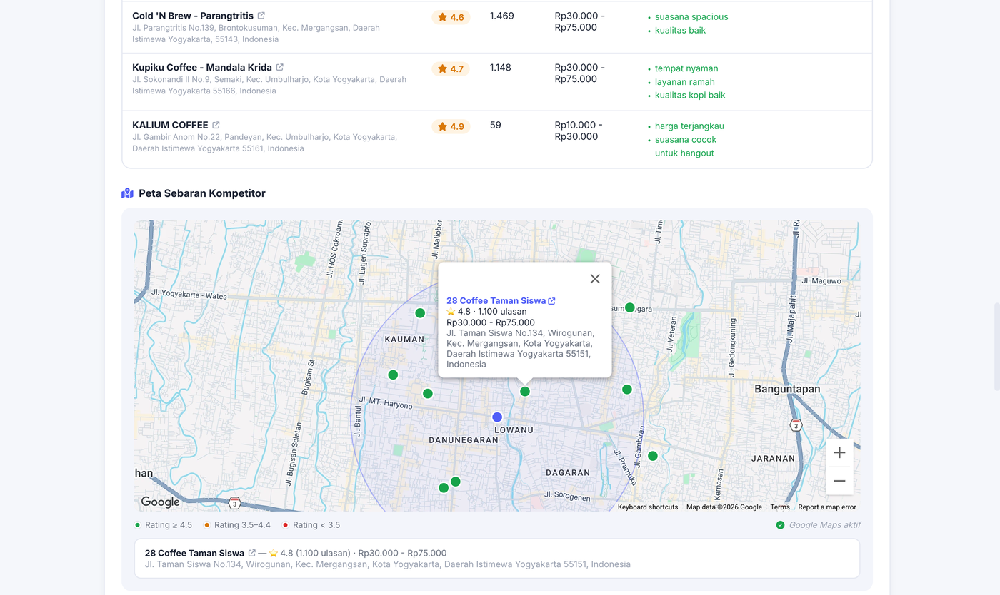 Cold 'N Brew - Parangtritis
Jl. Parangtritis No.139, Brontokusuman, Kec. Mergangsan, Daerah
Istimewa Yogyakarta, 55143, Indonesia
4.6
1.469
Rp30.000 -
Rp75.000
• suasana spacious
• kualitas baik
Kupiku Coffee - Mandala Krida
Jl. Sokonandi II No.9, Semaki, Kec. Umbulharjo, Kota Yogyakarta, Daerah
Istimewa Yogyakarta 55166, Indonesia
4.7
1.148
Rp30.000 -
Rp75.000
• tempat nyaman
• layanan ramah
• kualitas kopi baik
KALIUM COFFEE
Jl. Gambir Anom No.22, Pandeyan, Kec. Umbulharjo, Kota Yogyakarta,
Daerah Istimewa Yogyakarta 55161, Indonesia
4.9
59
Rp10.000 -
Rp30.000
• harga terjangkau
• suasana cocok
untuk hangout
Peta Sebaran Kompetitor
Jl. HOS Cokroam
Jl. Letjen Suprapto
Jl. Maliobor
Jl. Tim
Jl. Ra
Jl. Yogyakarta - Wates
Jl. Maguwo
28 Coffee Taman Siswa
4.8 · 1.100 ulasan
Rp30.000 - Rp75.000
Jl. Taman Siswa No.134, Wirogunan,
Kec. Mergangsan, Kota Yogyakarta,
Daerah Istimewa Yogyakarta 55151,
Indonesia
KAUMAN
Jl. Veteran
Jl. Gedongkuning
Jl. Majapahit
Bugisan St
Banguntapan
Jl. MT. Haryono
Jl. Bantul
LOWANU
3
DANUNEGARAN
Jl. Bugisan Selatan
Jl. Gambiran
Jl. Pramuka
JARANAN
DAGARAN
han
Jl. Sorogenen
Kemasan
Google
3
Keyboard shortcuts
Map data ©2026 Google
Terms
Report a map error
Rating ≥ 4.5
Rating 3.5–4.4
Rating < 3.5
Google Maps aktif
28 Coffee Taman Siswa — 4.8 (1.100 ulasan) · Rp30.000 - Rp75.000
Jl. Taman Siswa No.134, Wirogunan, Kec. Mergangsan, Kota Yogyakarta, Daerah Istimewa Yogyakarta 55151, Indonesia